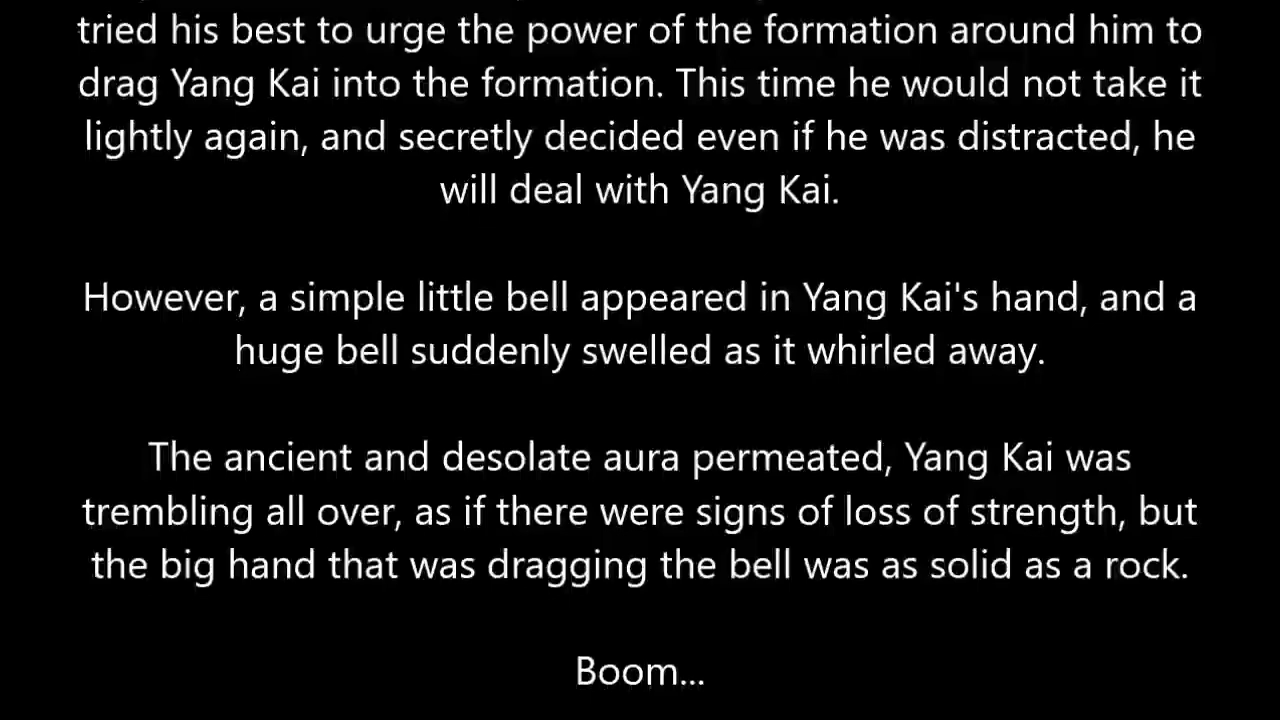 tried his best to urge the power of the formation around him to
drag Yang Kai into the formation. This time he would not take it
lightly again, and secretly decided even if he was distracted, he
will deal with Yang Kai.
However, a simple little bell appeared in Yang Kai's hand, and a
huge bell suddenly swelled as it whirled away.
The ancient and desolate aura permeated, Yang Kai was
trembling all over, as if there were signs of loss of strength, but
the big hand that was dragging the bell was as solid as a rock.
Boom...